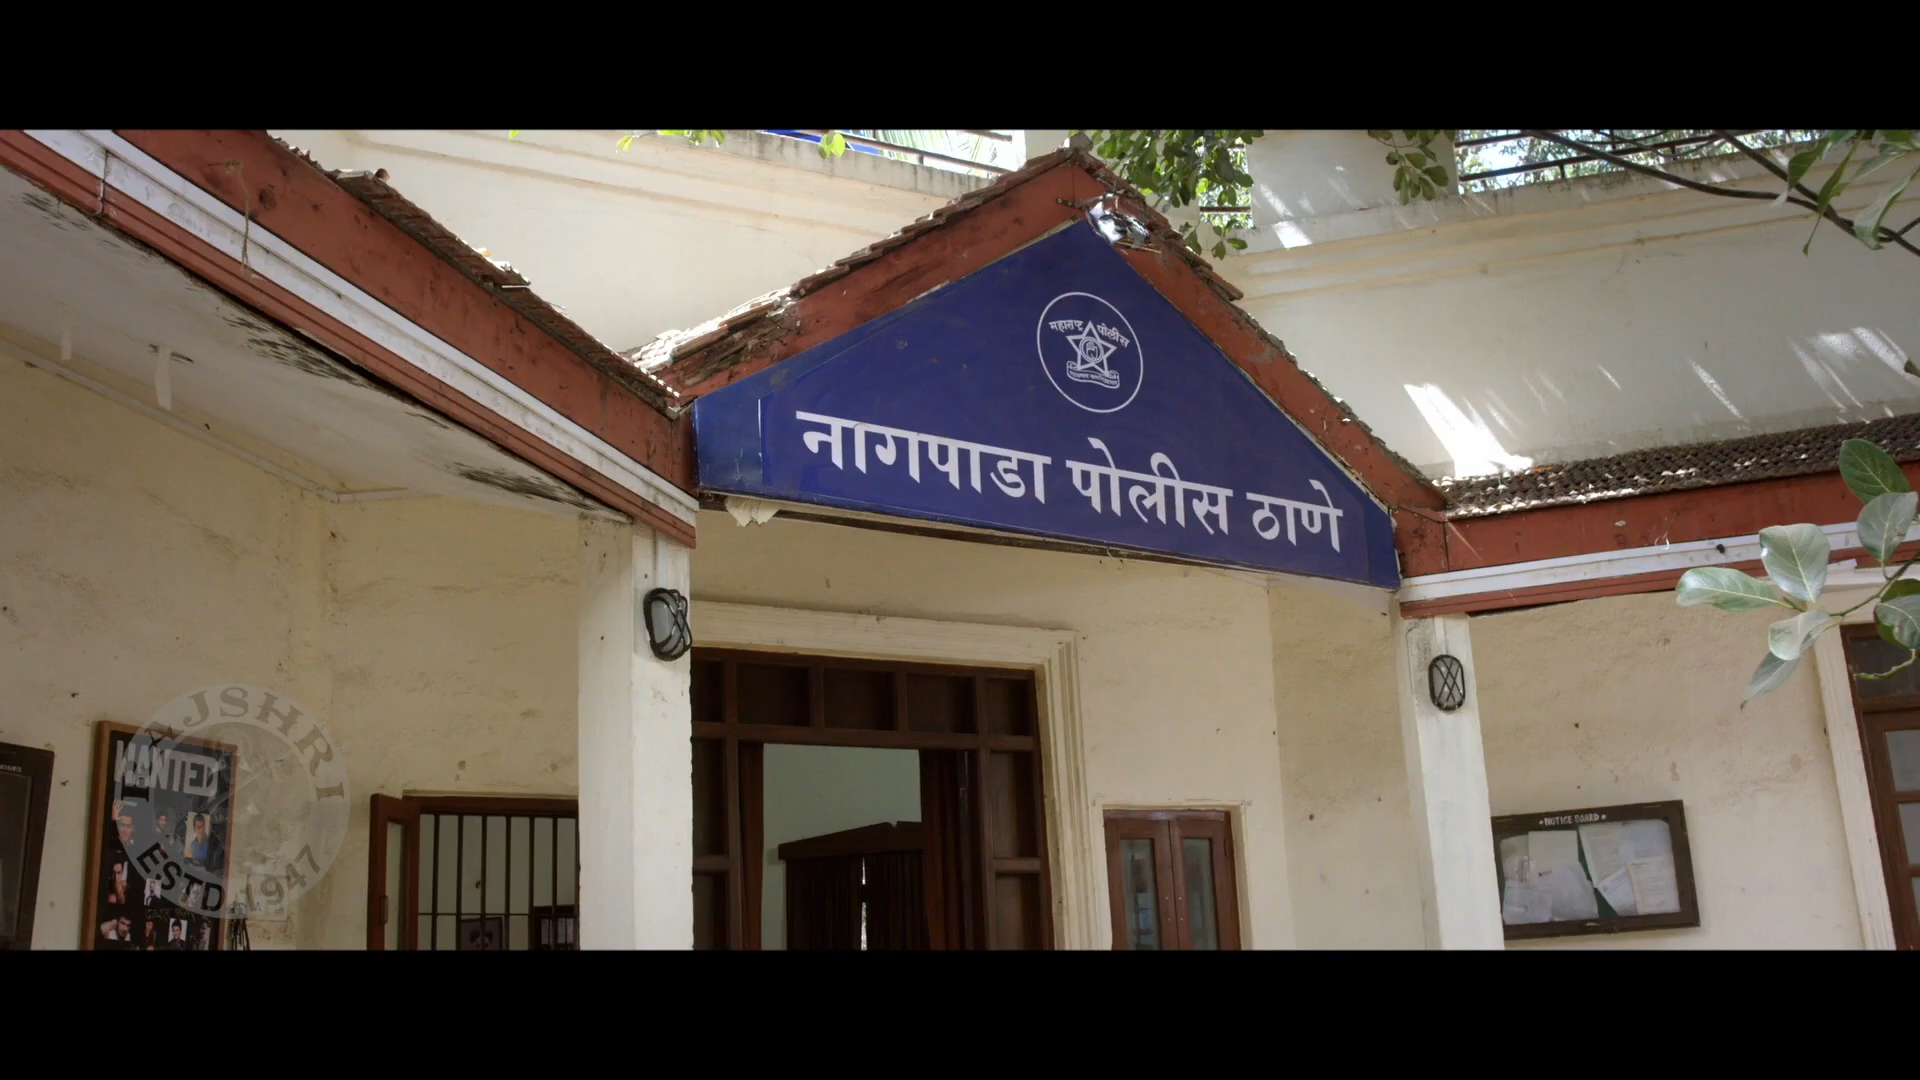 महाराष्ट्र पोलीस
नागपाडा पोलीस ठाणे
WANTED
RAJSHRI
ESTD. 1947
• NOTICE BOARD •